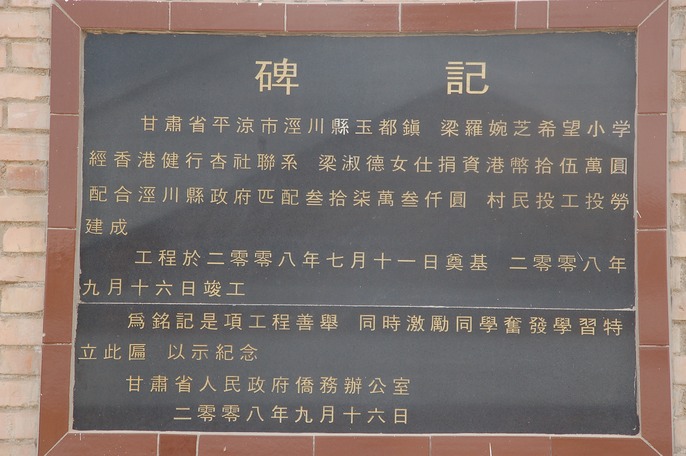 碑記
甘肅省平涼市涇川縣玉都鎮 梁羅婉芝希望小学
經香港健行杏社聯系 梁淑德女仕捐資港幣拾伍萬圓
配合涇川縣政府匹配叁拾柒萬叁仟圓 村民投工投勞
建成
工程於二零零八年七月十一日奠基 二零零八年
九月十六日竣工
爲銘記是項工程善舉 同時激勵同學奮發學習特
立此匾 以示紀念
甘肅省人民政府僑務辦公室
二零零八年九月十六日